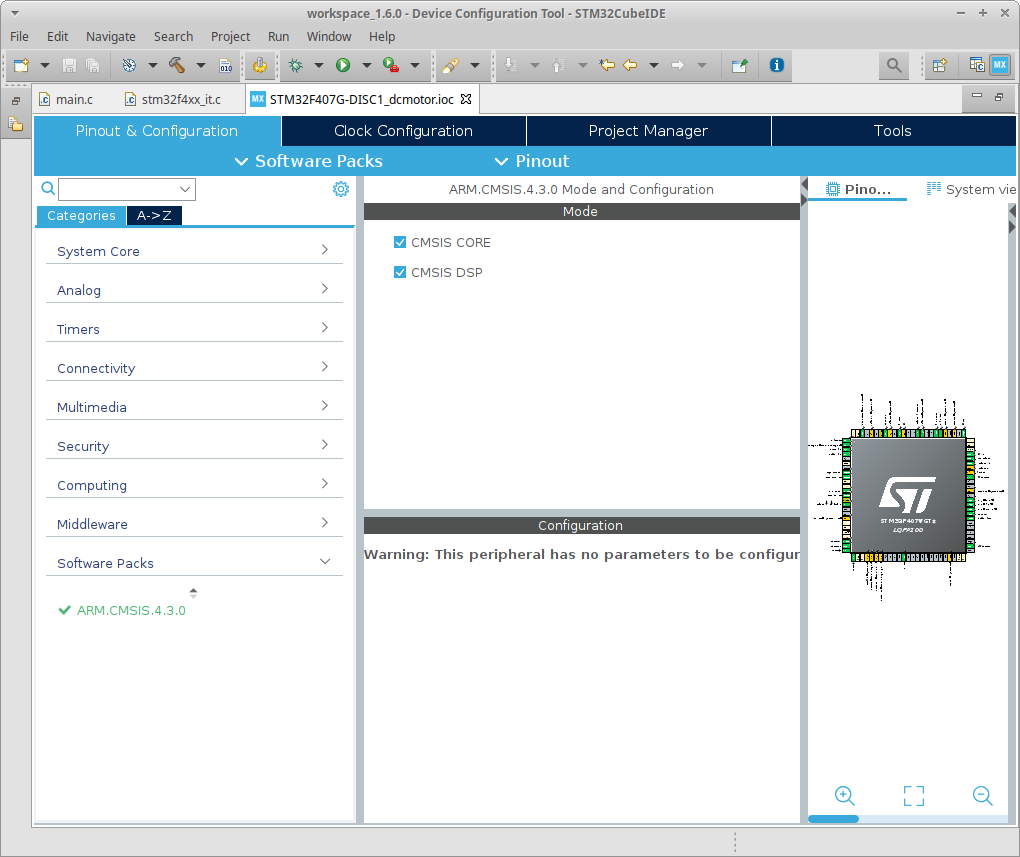 workspace_1.6.0 - Device Configuration Tool - STM32CubeIDE
File Edit Navigate Search Project Run Window Help
010
MX
main.c stm32f4xx_it.c MX STM32F407G-DISC1_dcmotor.ioc
Pinout & Configuration Clock Configuration Project Manager Tools
Software Packs Pinout
Categories A->Z
System Core
Analog
Timers
Connectivity
Multimedia
Security
Computing
Middleware
Software Packs
ARM.CMSIS.4.3.0
ARM.CMSIS.4.3.0 Mode and Configuration
Mode
CMSIS CORE
CMSIS DSP
Configuration
Warning: This peripheral has no parameters to be configur
Pino... System vie
ST
STM32F407VGTx
LQFP100